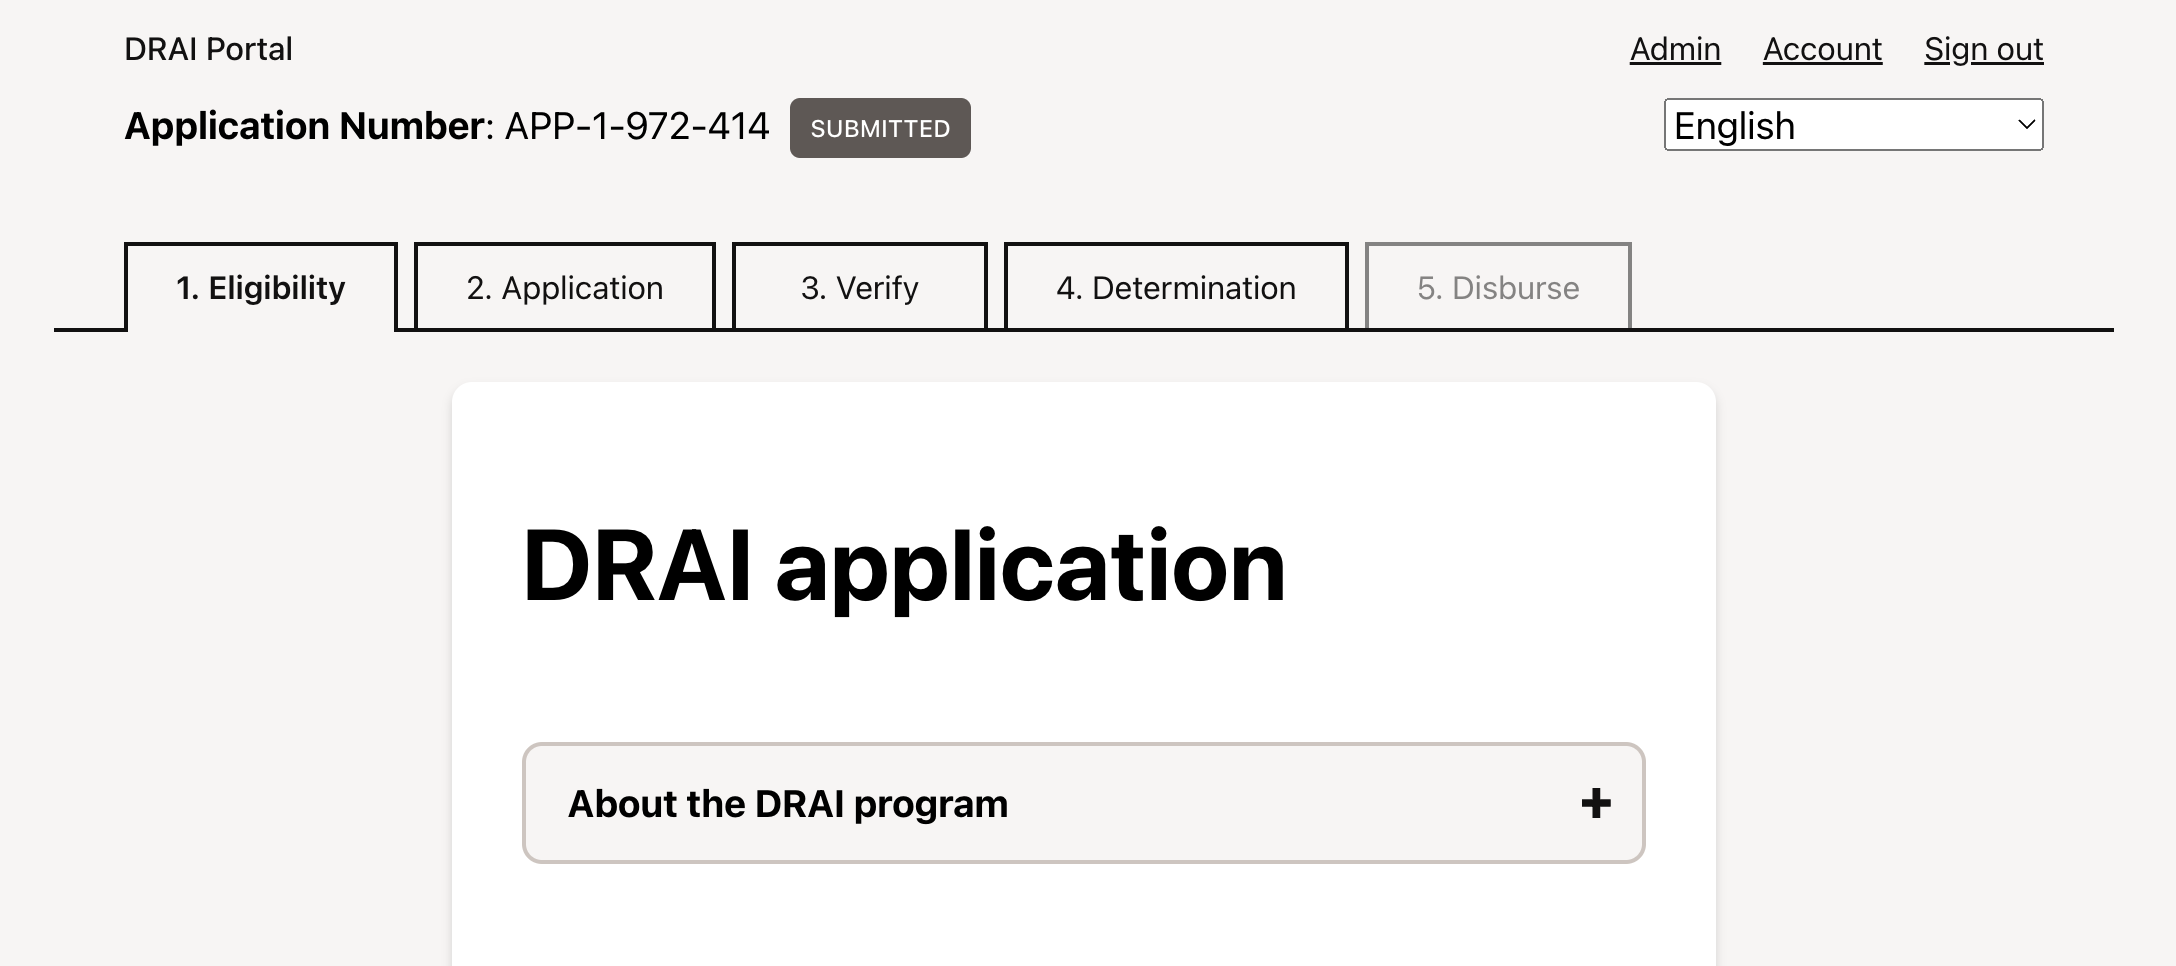 DRAI Portal
Admin Account Sign out
Application Number: APP-1-972-414 SUBMITTED
English
1. Eligibility
2. Application
3. Verify
4. Determination
5. Disburse
DRAI application
About the DRAI program +